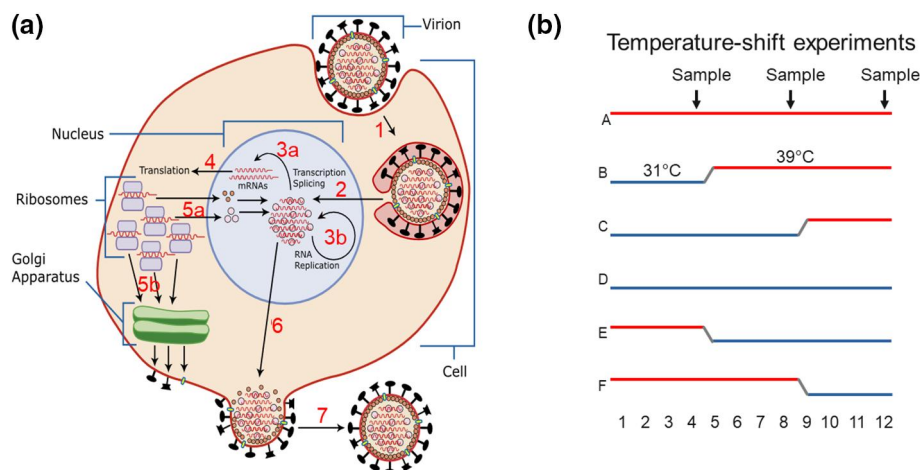 (a)
Virion
Nucleus
1
3a
4
Translation
Transcription
Splicing
mRNAs
2
Ribosomes
5a
3b
RNA
Replication
Golgi
Apparatus
5b
6
Cell
7
(b)
Temperature-shift experiments
Sample Sample Sample
A
B 31°C 39°C
C
D
E
F
1 2 3 4 5 6 7 8 9 10 11 12